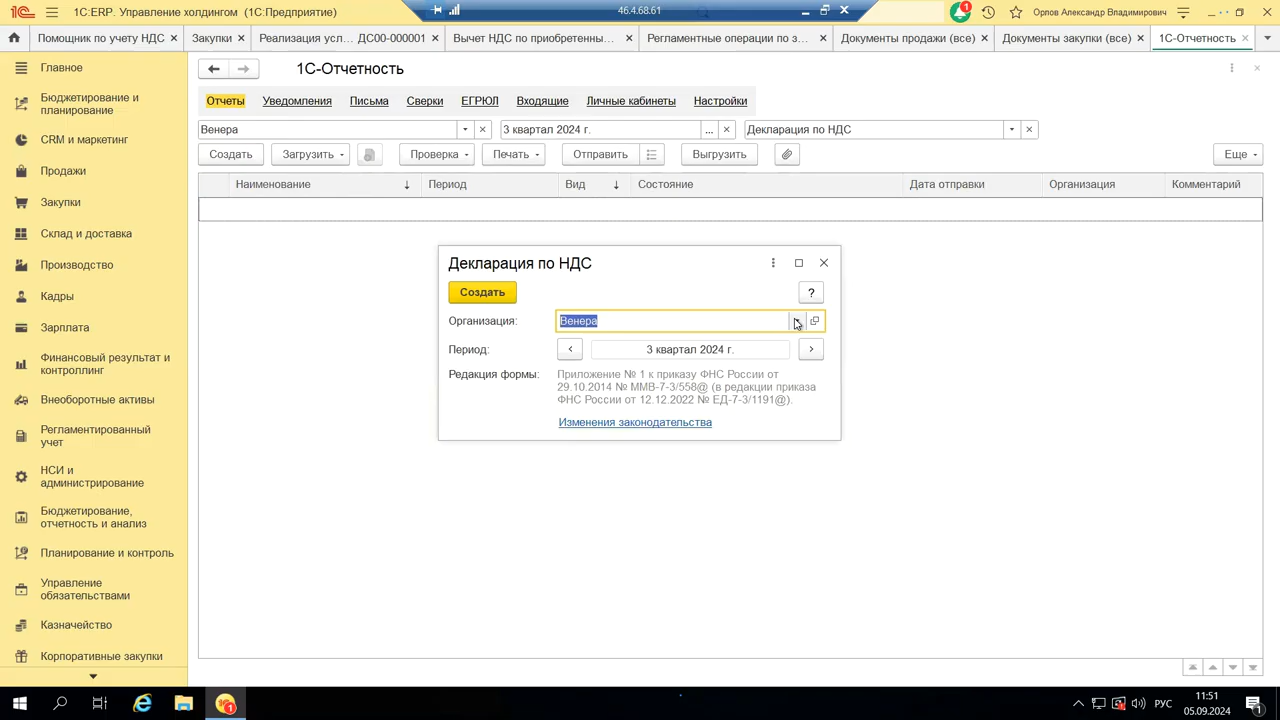 1С:ERP. Управление холдингом (1С:Предприятие)
46.4.68.61
1
Орлов Александр Владимирович
Помощник по учету НДС
Закупки
Реализация усл... ДС00-000001
Вычет НДС по приобретенны...
Регламентные операции по з...
Документы продажи (все)
Документы закупки (все)
1С-Отчетность
Главное
Бюджетирование и
планирование
CRM и маркетинг
Продажи
Закупки
Склад и доставка
Производство
Кадры
Зарплата
Финансовый результат и
контроллинг
Внеоборотные активы
Регламентированный
учет
НСИ и
администрирование
Бюджетирование,
отчетность и анализ
Планирование и контроль
Управление
обязательствами
Казначейство
Корпоративные закупки
1С-Отчетность
Отчеты
Уведомления
Письма
Сверки
ЕГРЮЛ
Входящие
Личные кабинеты
Настройки
Венера
3 квартал 2024 г.
...
Декларация по НДС
Создать
Загрузить
Проверка
Печать
Отправить
Выгрузить
Еще
Наименование
Период
Вид
Состояние
Дата отправки
Организация
Комментарий
Декларация по НДС
Создать
?
Организация:
Венера
Период:
3 квартал 2024 г.
Редакция формы:
Приложение № 1 к приказу ФНС России от
29.10.2014 № ММВ-7-3/558@ (в редакции приказа
ФНС России от 12.12.2022 № ЕД-7-3/1191@).
Изменения законодательства
1
РУС
11:51
05.09.2024
1